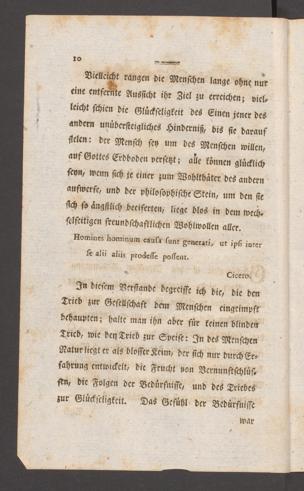 10
Vielleicht rangen die Menschen lange ohne nur
eine entfernte Aussicht ihr Ziel zu erreichen; viel-
leicht schien die Glückseligkeit des Einen jener des
andern unübersteigliches Hinderniß, bis sie darauf
fielen: der Mensch sey um des Menschen willen,
auf Gottes Erdboden versetzt; alle können glücklich
seyn, wenn sich je einer zum Wohlthäter des andern
aufwerfe, und der philosophische Stein, um den sie
sich so ängstlich beeiferten, liege blos in dem wech-
selseitigen freundschaftlichen Wohlwollen aller.
Homines hominum causa sunt generati, ut ipsi inter
se alii aliis prodesse possent.
Cicero.
In diesem Verstande begreiffe ich die, die den
Trieb zur Gesellschaft dem Menschen eingeimpft
behaupten; halte man ihn aber für keinen blinden
Trieb, wie den Trieb zur Speise: In des Menschen
Natur liegt er als blosser Keim, der sich nur durch Er-
fahrung entwickelt, die Frucht von Vernunftschlüs-
sen, die Folgen der Bedürfnisse, und des Triebes
zur Glückseligkeit. Das Gefühl der Bedürfnisse
war